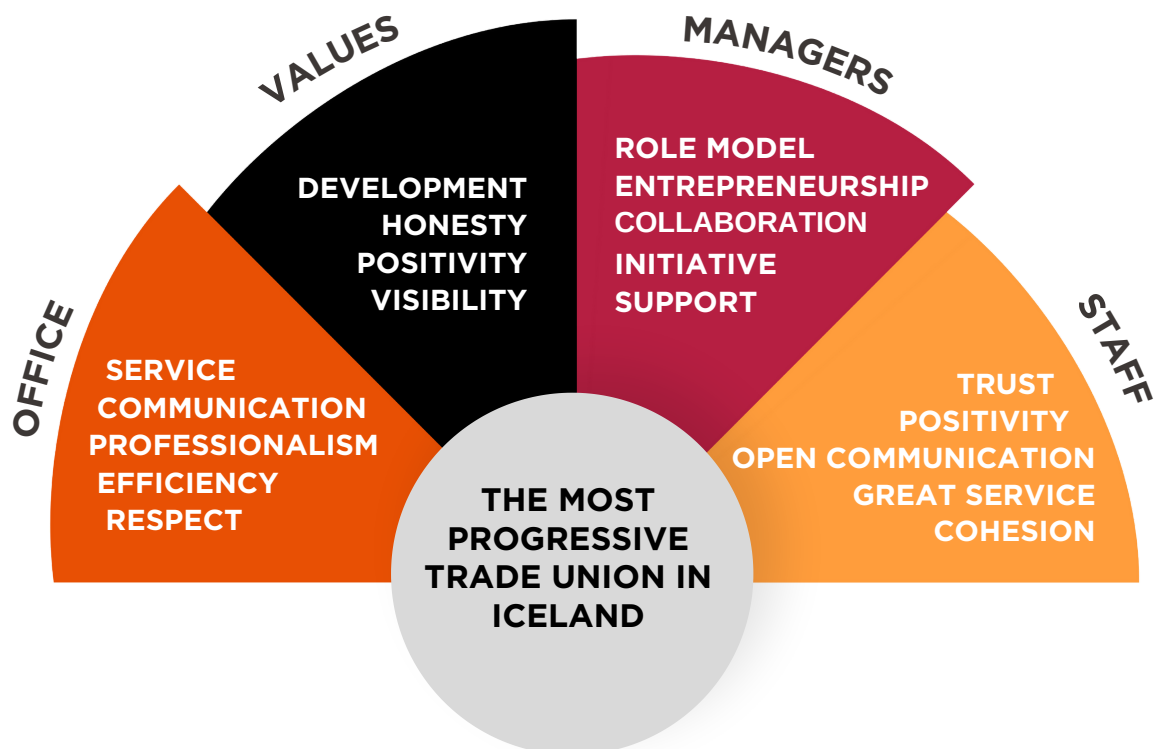 OFFICE
SERVICE
COMMUNICATION
PROFESSIONALISM
EFFICIENCY
RESPECT
VALUES
DEVELOPMENT
HONESTY
POSITIVITY
VISIBILITY
MANAGERS
ROLE MODEL
ENTREPRENEURSHIP
COLLABORATION
INITIATIVE
SUPPORT
STAFF
TRUST
POSITIVITY
OPEN COMMUNICATION
GREAT SERVICE
COHESION
THE MOST
PROGRESSIVE
TRADE UNION IN
ICELAND